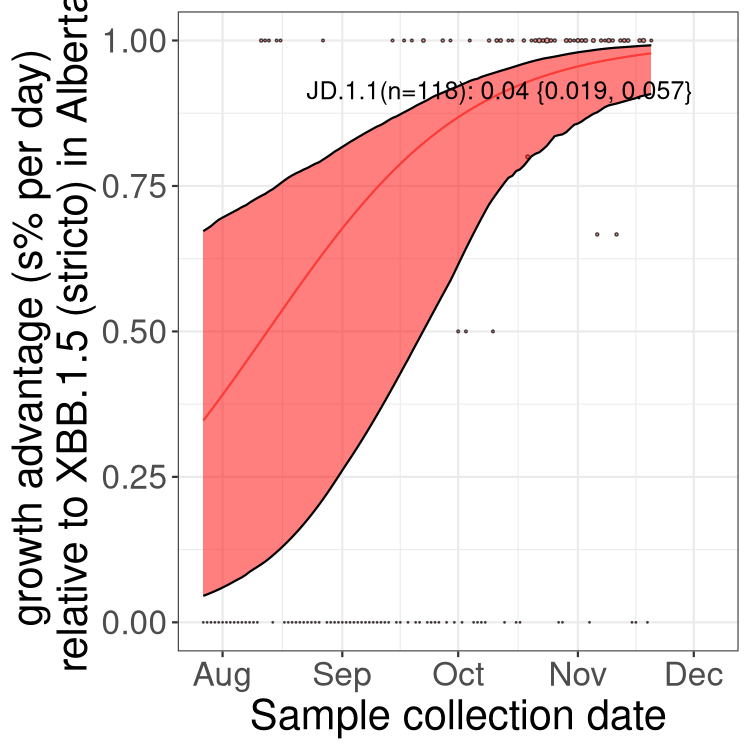 growth advantage (s% per day)
relative to XBB.1.5 (stricto) in Alberta
1.00
0.75
0.50
0.25
0.00
JD.1.1(n=118): 0.04 {0.019, 0.057}
Aug Sep Oct Nov Dec
Sample collection date